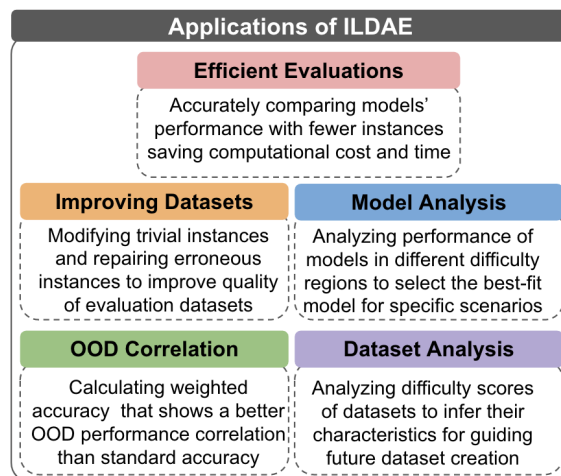 Applications of ILDAE
Efficient Evaluations
Accurately comparing models'
performance with fewer instances
saving computational cost and time
Improving Datasets
Modifying trivial instances
and repairing erroneous
instances to improve quality
of evaluation datasets
Model Analysis
Analyzing performance of
models in different difficulty
regions to select the best-fit
model for specific scenarios
OOD Correlation
Calculating weighted
accuracy that shows a better
OOD performance correlation
than standard accuracy
Dataset Analysis
Analyzing difficulty scores
of datasets to infer their
characteristics for guiding
future dataset creation